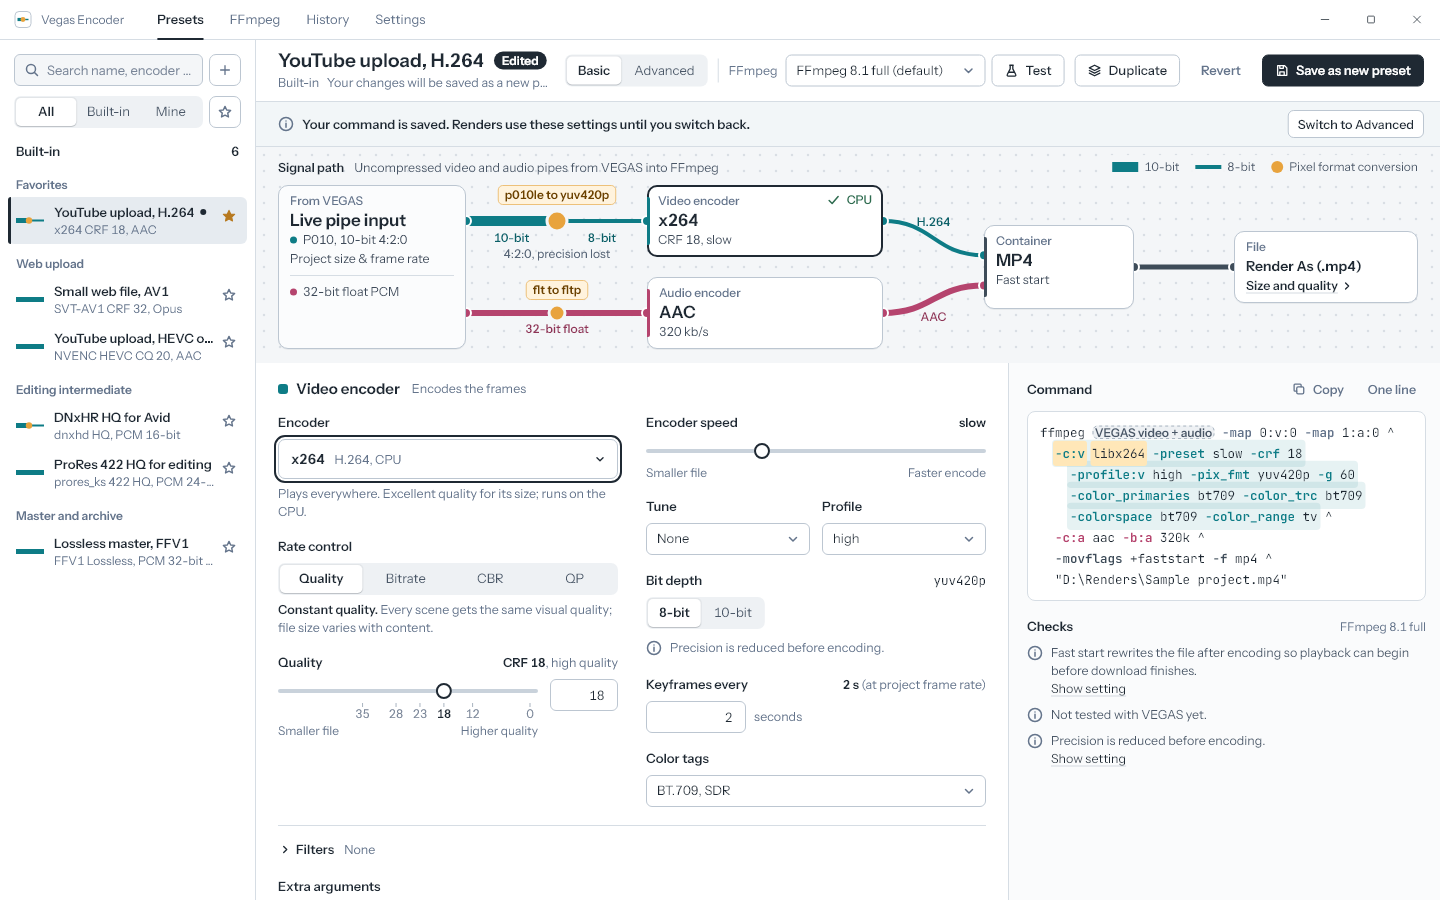 Vegas Encoder
Presets
FFmpeg
History
Settings
Search name, encoder ...
All
Built-in
Mine
Built-in
6
Favorites
YouTube upload, H.264
x264 CRF 18, AAC
Web upload
Small web file, AV1
SVT-AV1 CRF 32, Opus
YouTube upload, HEVC o...
NVENC HEVC CQ 20, AAC
Editing intermediate
DNxHR HQ for Avid
dnxhd HQ, PCM 16-bit
ProRes 422 HQ for editing
prores_ks 422 HQ, PCM 24-...
Master and archive
Lossless master, FFV1
FFV1 Lossless, PCM 32-bit ...
YouTube upload, H.264
Edited
Built-in Your changes will be saved as a new p...
Basic
Advanced
FFmpeg
FFmpeg 8.1 full (default)
Test
Duplicate
Revert
Save as new preset
Your command is saved. Renders use these settings until you switch back.
Switch to Advanced
Signal path Uncompressed video and audio pipes from VEGAS into FFmpeg
10-bit
8-bit
Pixel format conversion
From VEGAS
Live pipe input
P010, 10-bit 4:2:0
Project size & frame rate
32-bit float PCM
p010le to yuv420p
10-bit
8-bit
4:2:0, precision lost
flt to fltp
32-bit float
Video encoder
CPU
x264
CRF 18, slow
Audio encoder
AAC
320 kb/s
H.264
AAC
Container
MP4
Fast start
File
Render As (.mp4)
Size and quality
Video encoder Encodes the frames
Encoder
x264 H.264, CPU
Plays everywhere. Excellent quality for its size; runs on the
CPU.
Rate control
Quality
Bitrate
CBR
QP
Constant quality. Every scene gets the same visual quality;
file size varies with content.
Quality
CRF 18, high quality
18
35 28 23 18 12 0
Smaller file
Higher quality
Encoder speed
slow
Smaller file
Faster encode
Tune
Profile
None
high
Bit depth
yuv420p
8-bit
10-bit
Precision is reduced before encoding.
Keyframes every
2 s (at project frame rate)
2
seconds
Color tags
BT.709, SDR
Filters None
Extra arguments
Command
Copy
One line
ffmpeg VEGAS video + audio -map 0:v:0 -map 1:a:0 ^
-c:v libx264 -preset slow -crf 18
-profile:v high -pix_fmt yuv420p -g 60
-color_primaries bt709 -color_trc bt709
-colorspace bt709 -color_range tv ^
-c:a aac -b:a 320k ^
-movflags +faststart -f mp4 ^
"D:\Renders\Sample project.mp4"
Checks
FFmpeg 8.1 full
Fast start rewrites the file after encoding so playback can begin
before download finishes.
Show setting
Not tested with VEGAS yet.
Precision is reduced before encoding.
Show setting